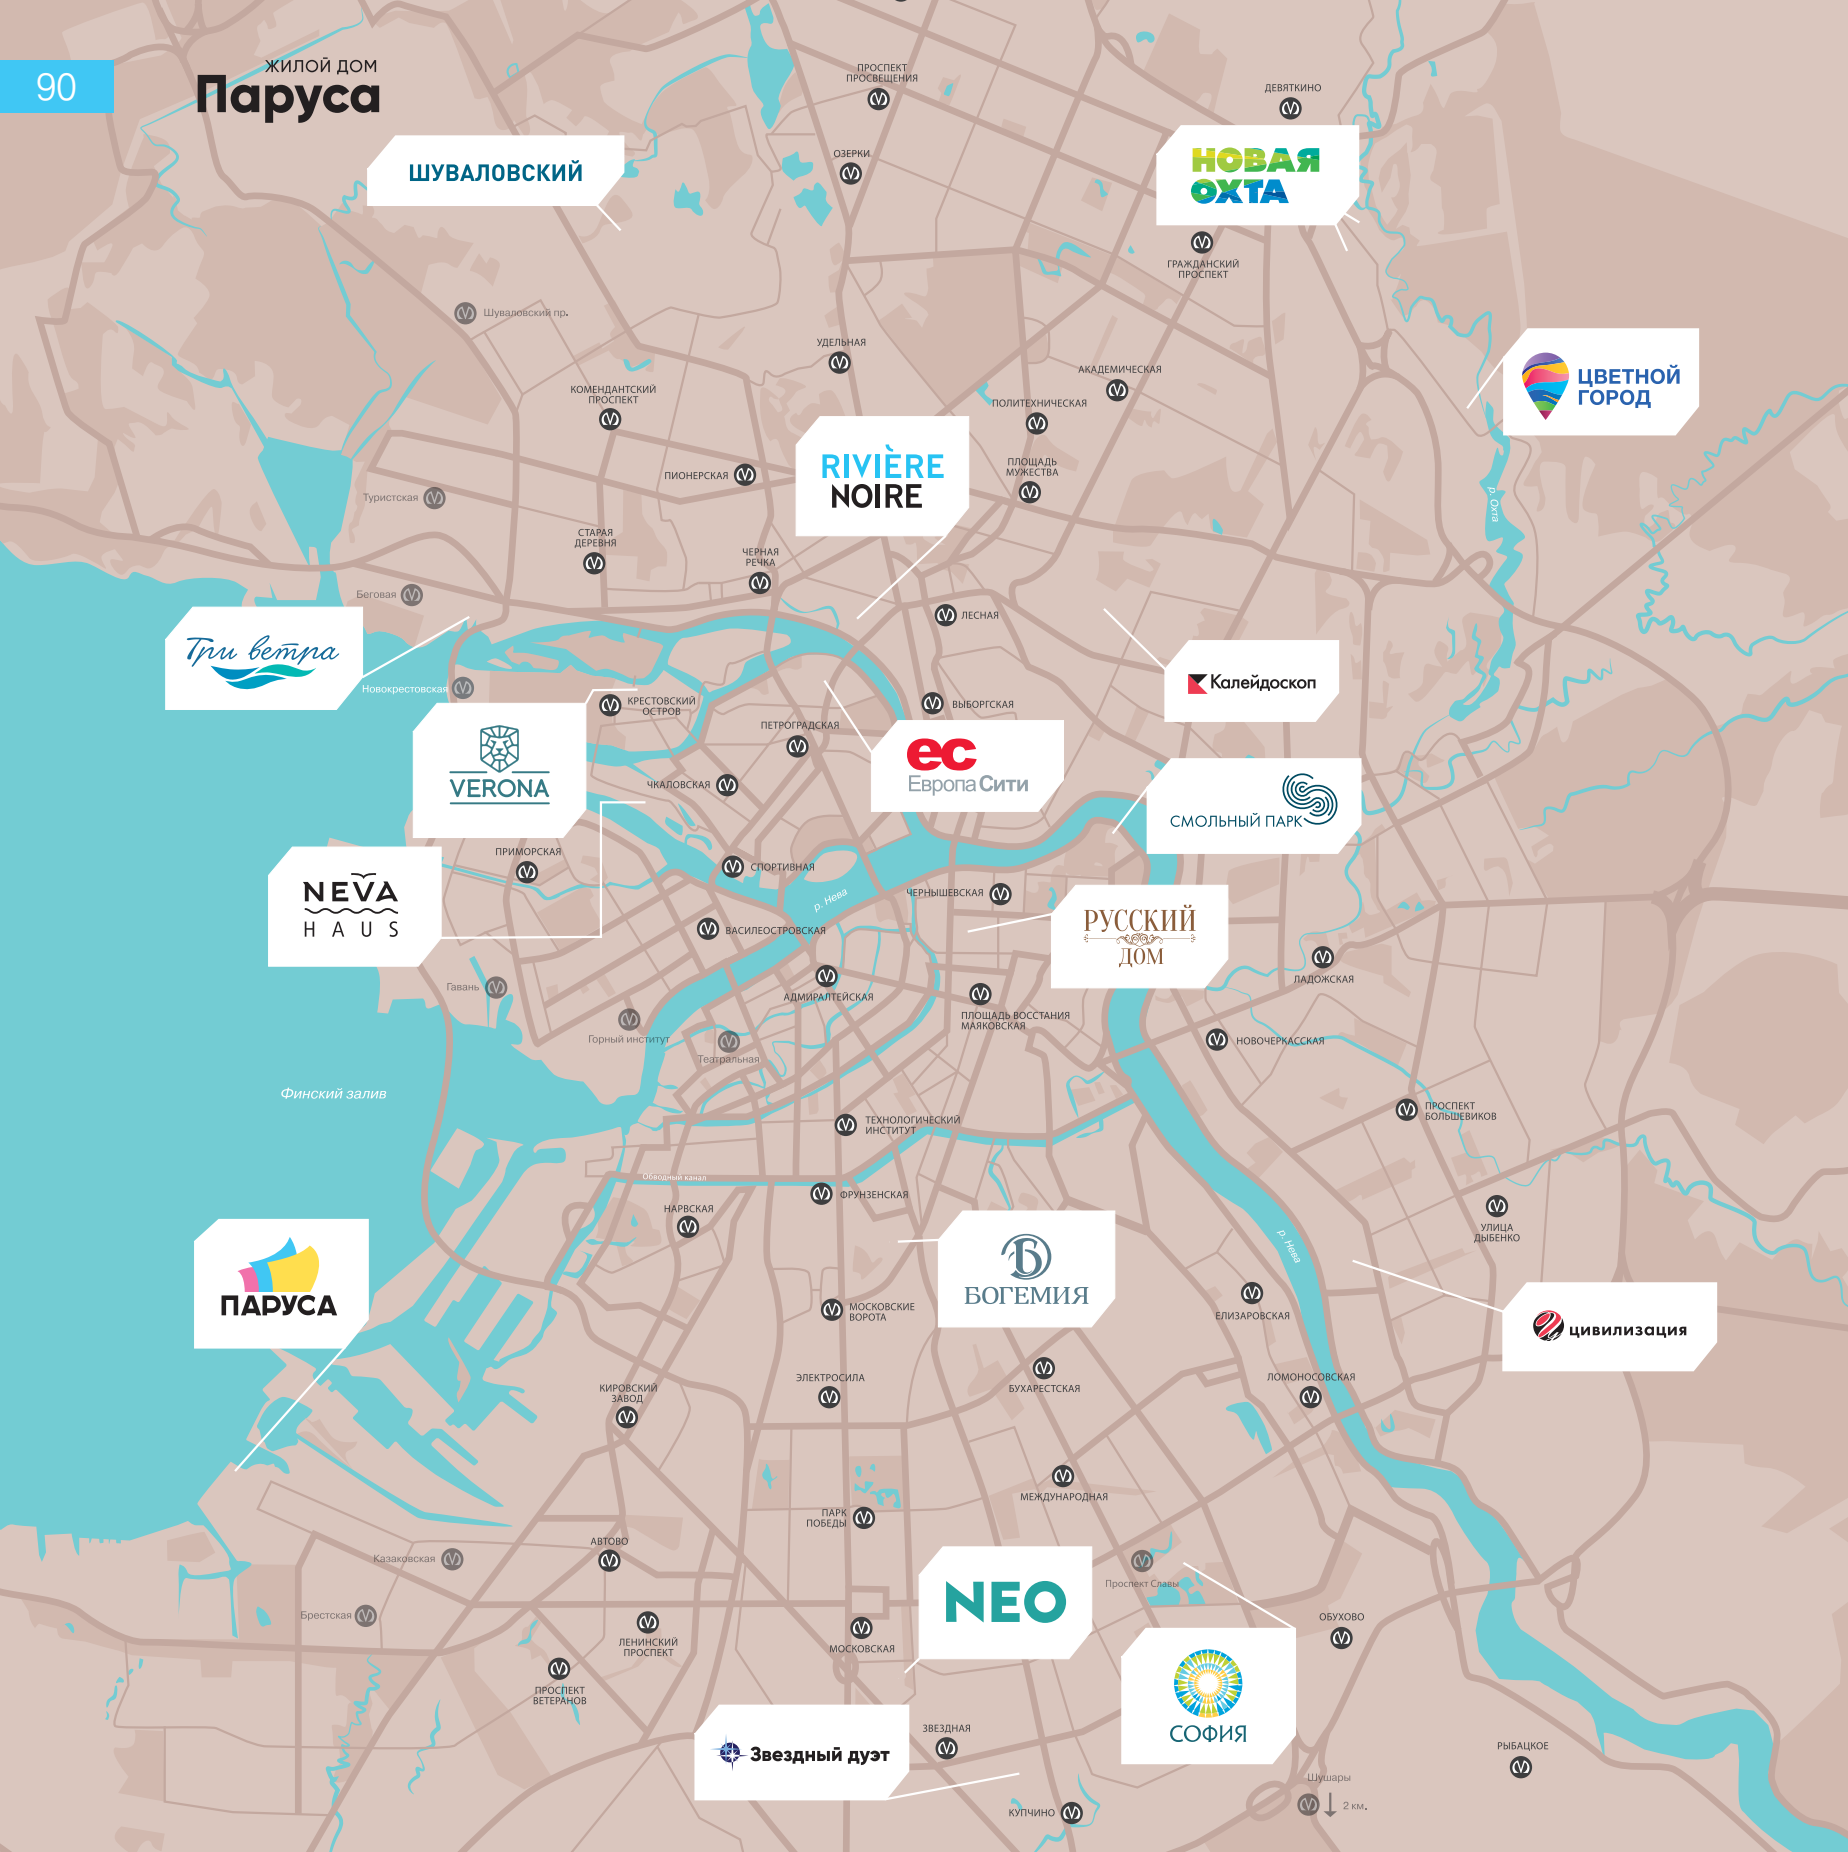 90
ЖИЛОЙ ДОМ
Паруса
ПРОСПЕКТ
ПРОСВЕЩЕНИЯ
ДЕВЯТКИНО
ОЗЕРКИ
ШУВАЛОВСКИЙ
НОВАЯ
ОХТА
ГРАЖДАНСКИЙ
ПРОСПЕКТ
Шуваловский пр.
УДЕЛЬНАЯ
АКАДЕМИЧЕСКАЯ
ЦВЕТНОЙ
ГОРОД
КОМЕНДАНТСКИЙ
ПРОСПЕКТ
ПОЛИТЕХНИЧЕСКАЯ
ПИОНЕРСКАЯ
RIVIÈRE
NOIRE
ПЛОЩАДЬ
МУЖЕСТВА
Туристская
р. Охта
СТАРАЯ
ДЕРЕВНЯ
ЧЕРНАЯ
РЕЧКА
Беговая
ЛЕСНАЯ
Три ветра
Новокрестовская
Калейдоскоп
КРЕСТОВСКИЙ
ОСТРОВ
ВЫБОРГСКАЯ
ПЕТРОГРАДСКАЯ
VERONA
ЧКАЛОВСКАЯ
ес
Европа Сити
СМОЛЬНЫЙ ПАРК
ПРИМОРСКАЯ
СПОРТИВНАЯ
NEVA
HAUS
р. Нева
ЧЕРНЫШЕВСКАЯ
РУССКИЙ
ДОМ
ВАСИЛЕОСТРОВСКАЯ
Гавань
АДМИРАЛТЕЙСКАЯ
ЛАДОЖСКАЯ
ПЛОЩАДЬ ВОССТАНИЯ
МАЯКОВСКАЯ
Горный институт
Театральная
НОВОЧЕРКАССКАЯ
Финский залив
ТЕХНОЛОГИЧЕСКИЙ
ИНСТИТУТ
ПРОСПЕКТ
БОЛЬШЕВИКОВ
Обводный канал
ФРУНЗЕНСКАЯ
НАРВСКАЯ
УЛИЦА
ДЫБЕНКО
р. Нева
ПАРУСА
БОГЕМИЯ
МОСКОВСКИЕ
ВОРОТА
ЕЛИЗАРОВСКАЯ
цивилизация
ЭЛЕКТРОСИЛА
БУХАРЕСТСКАЯ
ЛОМОНОСОВСКАЯ
КИРОВСКИЙ
ЗАВОД
МЕЖДУНАРОДНАЯ
ПАРК
ПОБЕДЫ
АВТОВО
Казаковская
Проспект Славы
NEO
Брестская
ОБУХОВО
ЛЕНИНСКИЙ
ПРОСПЕКТ
МОСКОВСКАЯ
ПРОСПЕКТ
ВЕТЕРАНОВ
СОФИЯ
ЗВЕЗДНАЯ
Звездный дуэт
РЫБАЦКОЕ
Шушары
2 км.
КУПЧИНО